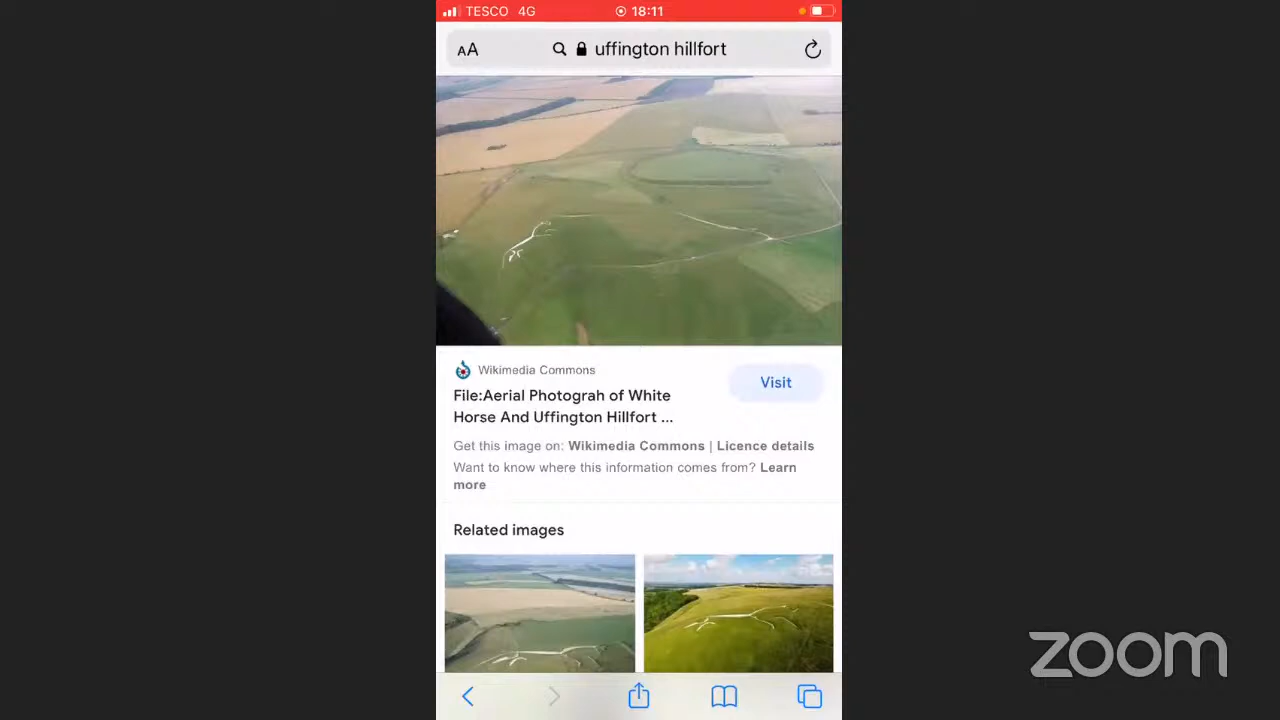 TESCO 4G 18:11
AA uffington hillfort
Wikimedia Commons
File:Aerial Photograh of White
Horse And Uffington Hillfort ...
Visit
Get this image on: Wikimedia Commons | Licence details
Want to know where this information comes from? Learn
more
Related images
zoom